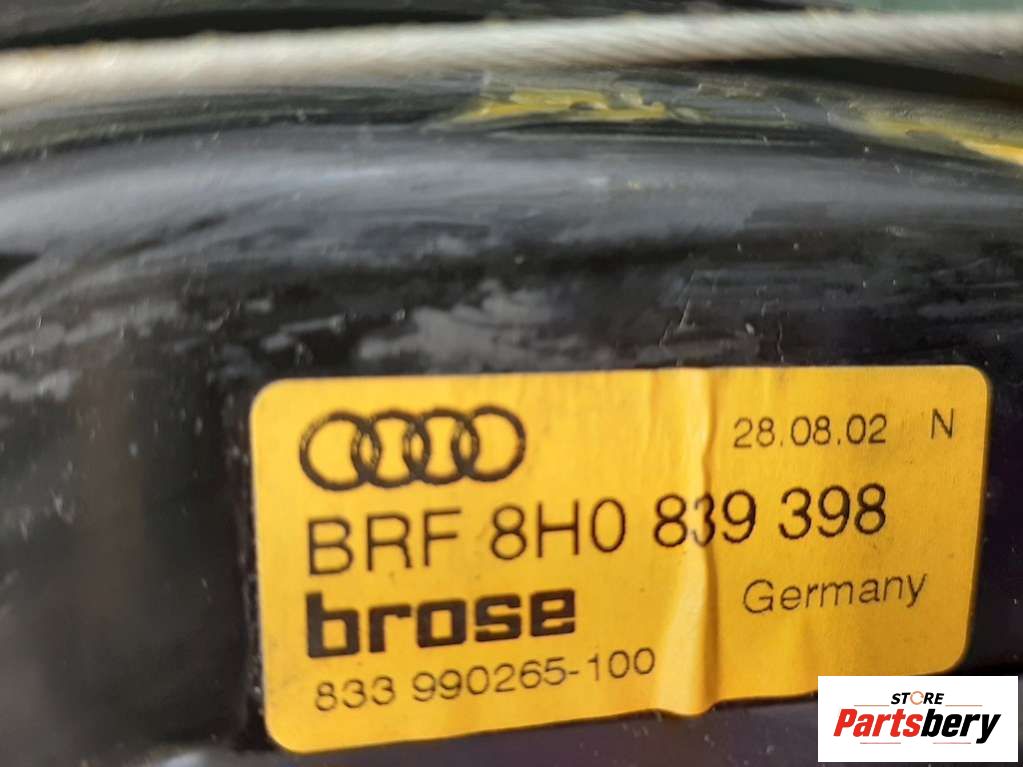 28.08.02 N
BRF 8H0 839 398
brose
Germany
833 990265-100
STORE
Partsbery